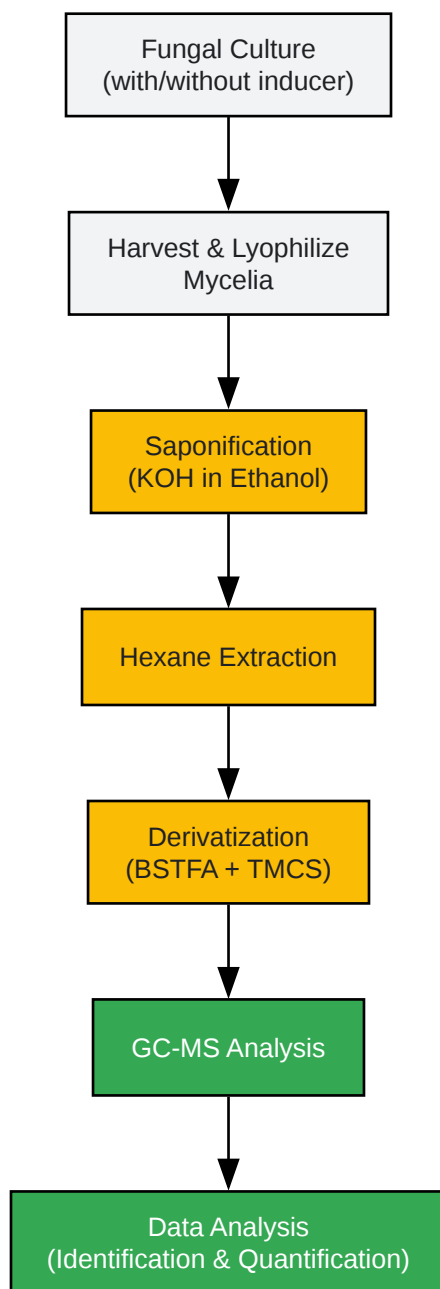 Fungal Culture
(with/without inducer)
Harvest & Lyophilize
Mycelia
Saponification
(KOH in Ethanol)
Hexane Extraction
Derivatization
(BSTFA + TMCS)
GC-MS Analysis
Data Analysis
(Identification & Quantification)